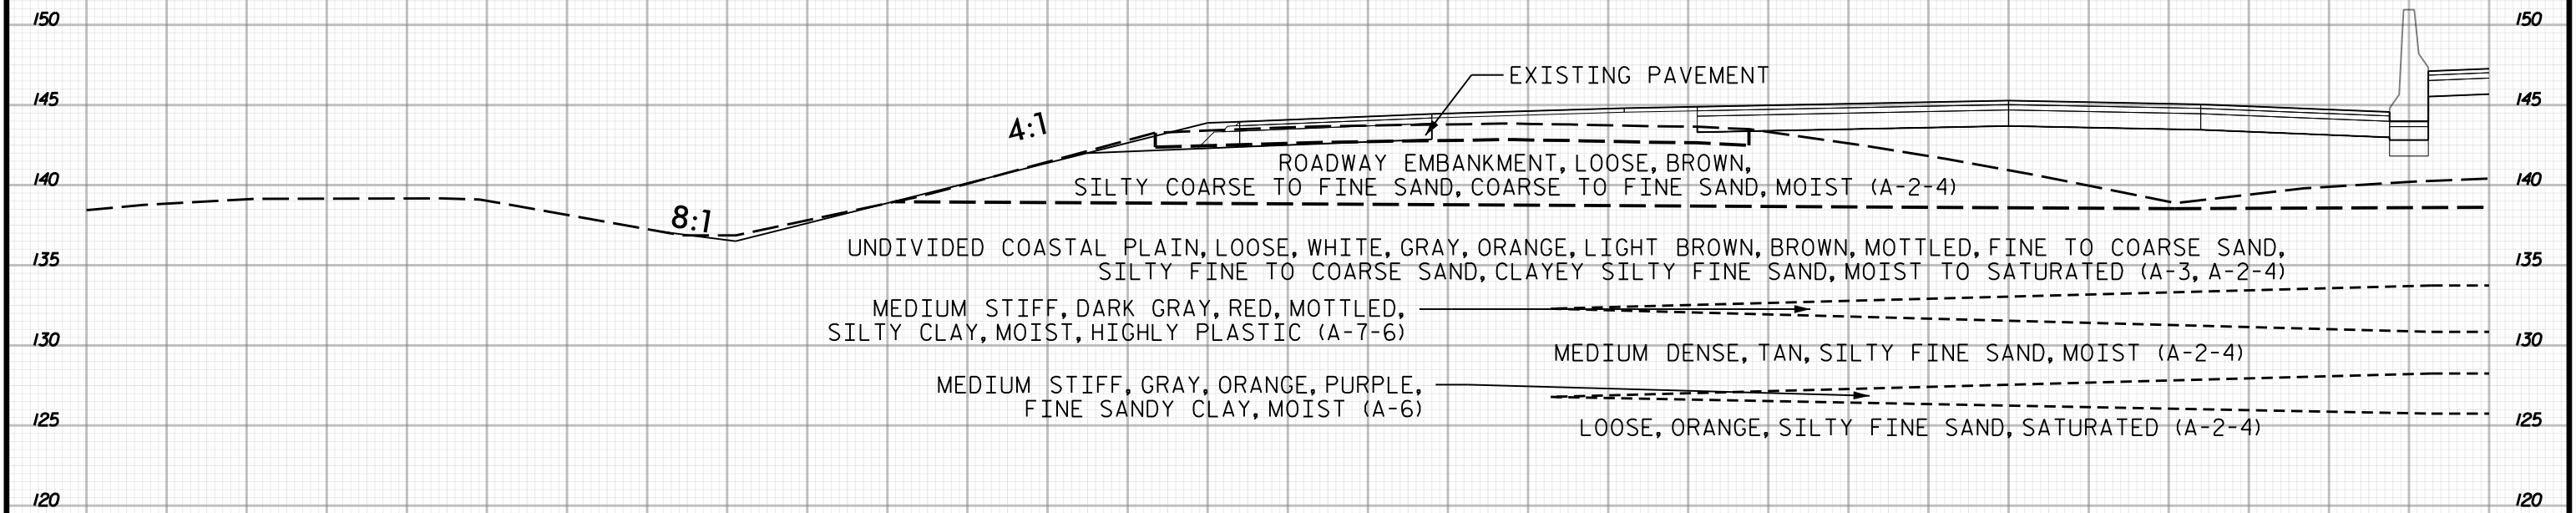 150 150
EXISTING PAVEMENT
145 145
4:1
ROADWAY EMBANKMENT, LOOSE, BROWN,
140 140
SILTY COARSE TO FINE SAND, COARSE TO FINE SAND, MOIST (A-2-4)
8:1
UNDIVIDED COASTAL PLAIN, LOOSE, WHITE, GRAY, ORANGE, LIGHT BROWN, BROWN, MOTTLED, FINE TO COARSE SAND,
135 135
SILTY FINE TO COARSE SAND, CLAYEY SILTY FINE SAND, MOIST TO SATURATED (A-3, A-2-4)
MEDIUM STIFF, DARK GRAY, RED, MOTTLED,
SILTY CLAY, MOIST, HIGHLY PLASTIC (A-7-6)
130 130
MEDIUM DENSE, TAN, SILTY FINE SAND, MOIST (A-2-4)
MEDIUM STIFF, GRAY, ORANGE, PURPLE,
FINE SANDY CLAY, MOIST (A-6)
125 125
LOOSE, ORANGE, SILTY FINE SAND, SATURATED (A-2-4)
120 120